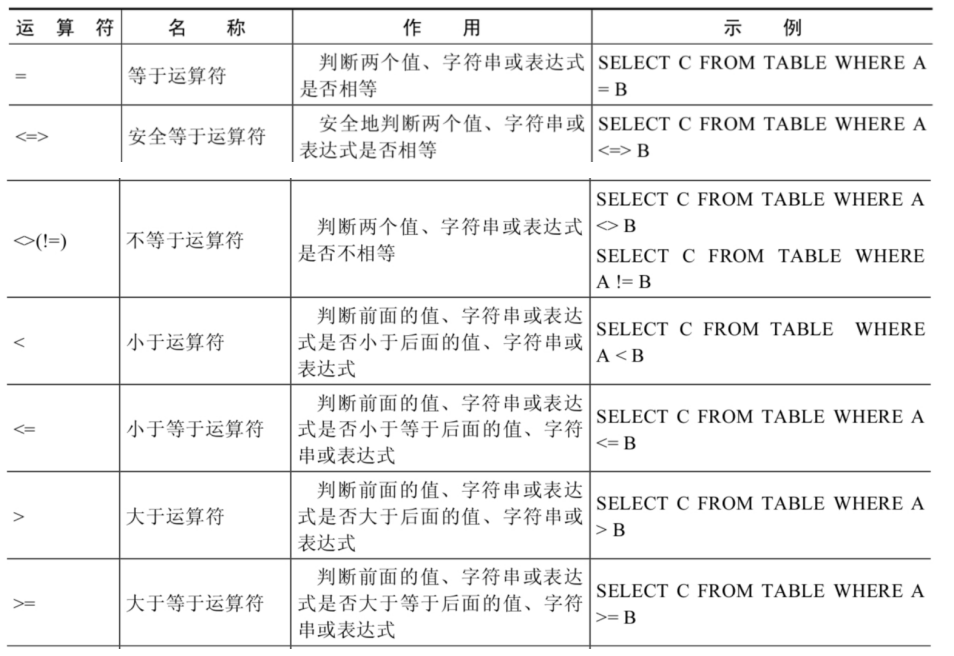 运算符 名称 作用 示例
= 等于运算符 判断两个值、字符串或表达式 SELECT C FROM TABLE WHERE A
是否相等 = B
<=> 安全等于运算符 安全地判断两个值、字符串或 SELECT C FROM TABLE WHERE A
表达式是否相等 <=> B
<>(!=) 不等于运算符 判断两个值、字符串或表达式
是否不相等
SELECT C FROM TABLE WHERE A
<> B
SELECT C FROM TABLE WHERE
A != B
< 小于运算符 判断前面的值、字符串或表达
式是否小于后面的值、字符串或
表达式
SELECT C FROM TABLE WHERE
A < B
<= 小于等于运算符 判断前面的值、字符串或表达
式是否小于等于后面的值、字符
串或表达式
SELECT C FROM TABLE WHERE A
<= B
> 大于运算符 判断前面的值、字符串或表达
式是否大于后面的值、字符串或
表达式
SELECT C FROM TABLE WHERE A
> B
>= 大于等于运算符 判断前面的值、字符串或表达
式是否大于等于后面的值、字符
串或表达式
SELECT C FROM TABLE WHERE A
>= B